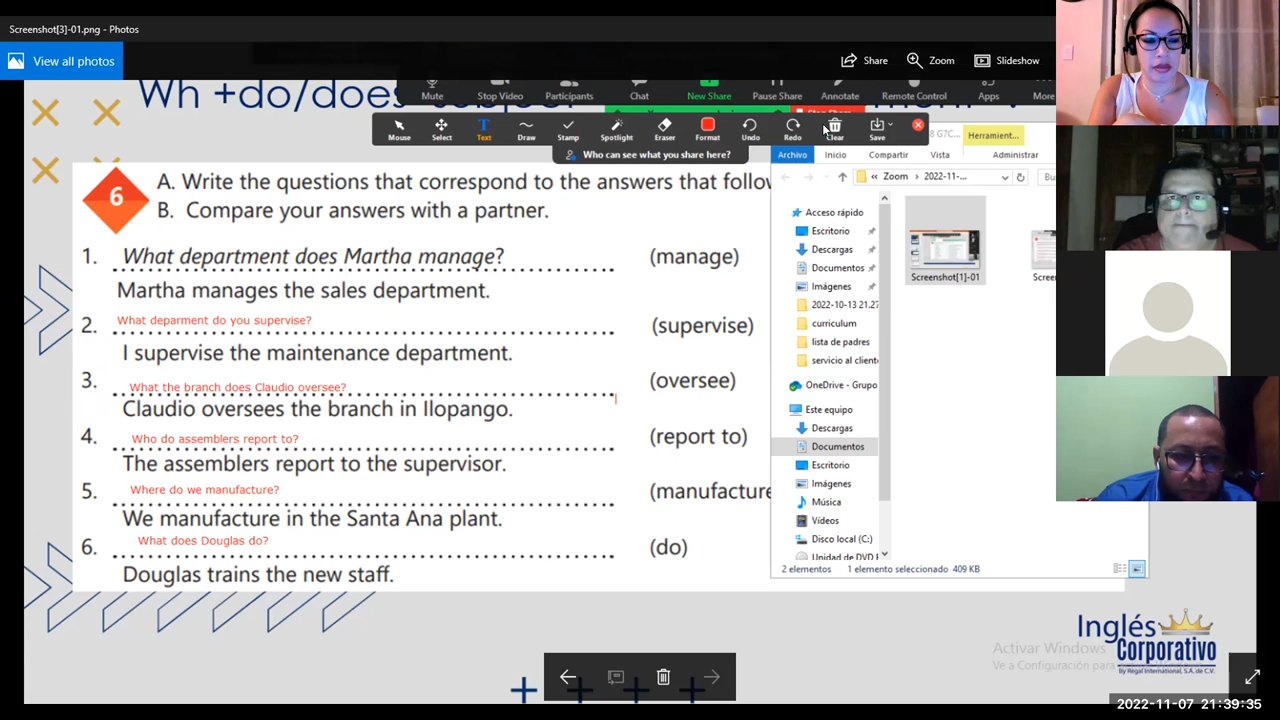 Screenshot[3]-01.png - Photos
View all photos
Share
Zoom
Slideshow
Wh +do/does
Mute
Stop Video
Participants
Chat
New Share
Pause Share
Annotate
Remote Control
Apps
More
Mouse
Select
Text
Draw
Stamp
Spotlight
Eraser
Format
Undo
Redo
Clear
Save
Who can see what you share here?
6
A. Write the questions that correspond to the answers that follow
B. Compare your answers with a partner.
1. What department does Martha manage? (manage)
Martha manages the sales department.
2. What deparment do you supervise? (supervise)
I supervise the maintenance department.
3. What the branch does Claudio oversee? (oversee)
Claudio oversees the branch in Ilopango.
4. Who do assemblers report to? (report to)
The assemblers report to the supervisor.
5. Where do we manufacture? (manufacture
We manufacture in the Santa Ana plant.
6. What does Douglas do? (do)
Douglas trains the new staff.
Herramient...
Archivo
Inicio
Compartir
Vista
Administrar
« Zoom > 2022-11-...
Acceso rápido
Escritorio
Descargas
Documentos
Imágenes
2022-10-13 21.27
curriculum
lista de padres
servicio al client
OneDrive - Grupo
Este equipo
Descargas
Documentos
Escritorio
Imágenes
Música
Vídeos
Disco local (C:)
Unidad de DVD
Screenshot[1]-01
Screen
2 elementos
1 elemento seleccionado 409 KB
Inglés
Corporativo
By Regal International, S.A. de C.V.
Activar Windows
Ve a Configuración para
2022-11-07 21:39:35